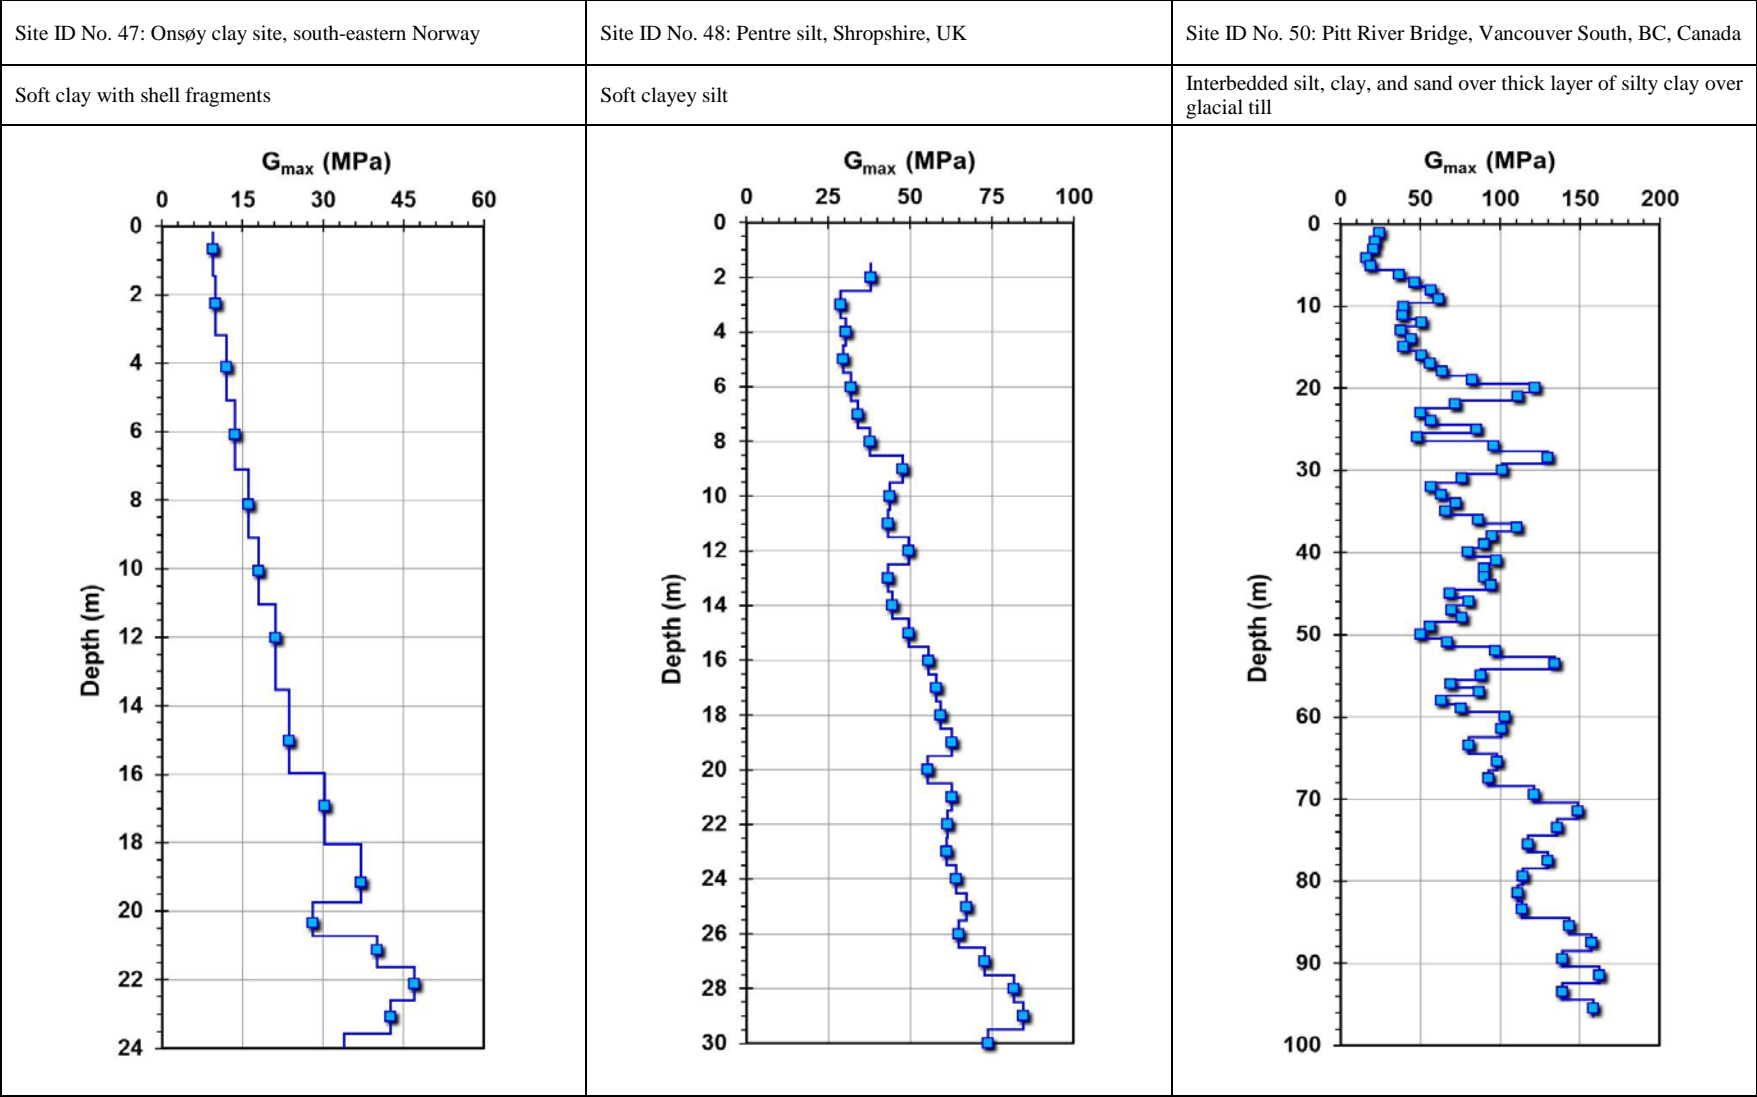 Site ID No. 47: Onsøy clay site, south-eastern Norway
Soft clay with shell fragments
Gmax (MPa)
0 15 30 45 60
0
2
4
6
8
10
12
14
16
18
20
22
24
Depth (m)
Site ID No. 48: Pentre silt, Shropshire, UK
Soft clayey silt
Gmax (MPa)
0 25 50 75 100
0
2
4
6
8
10
12
14
16
18
20
22
24
26
28
30
Depth (m)
Site ID No. 50: Pitt River Bridge, Vancouver South, BC, Canada
Interbedded silt, clay, and sand over thick layer of silty clay over
glacial till
Gmax (MPa)
0 50 100 150 200
0
10
20
30
40
50
60
70
80
90
100
Depth (m)